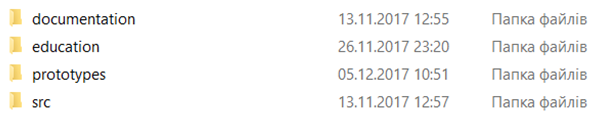 documentation 13.11.2017 12:55 Папка файлів
education 26.11.2017 23:20 Папка файлів
prototypes 05.12.2017 10:51 Папка файлів
src 13.11.2017 12:57 Папка файлів